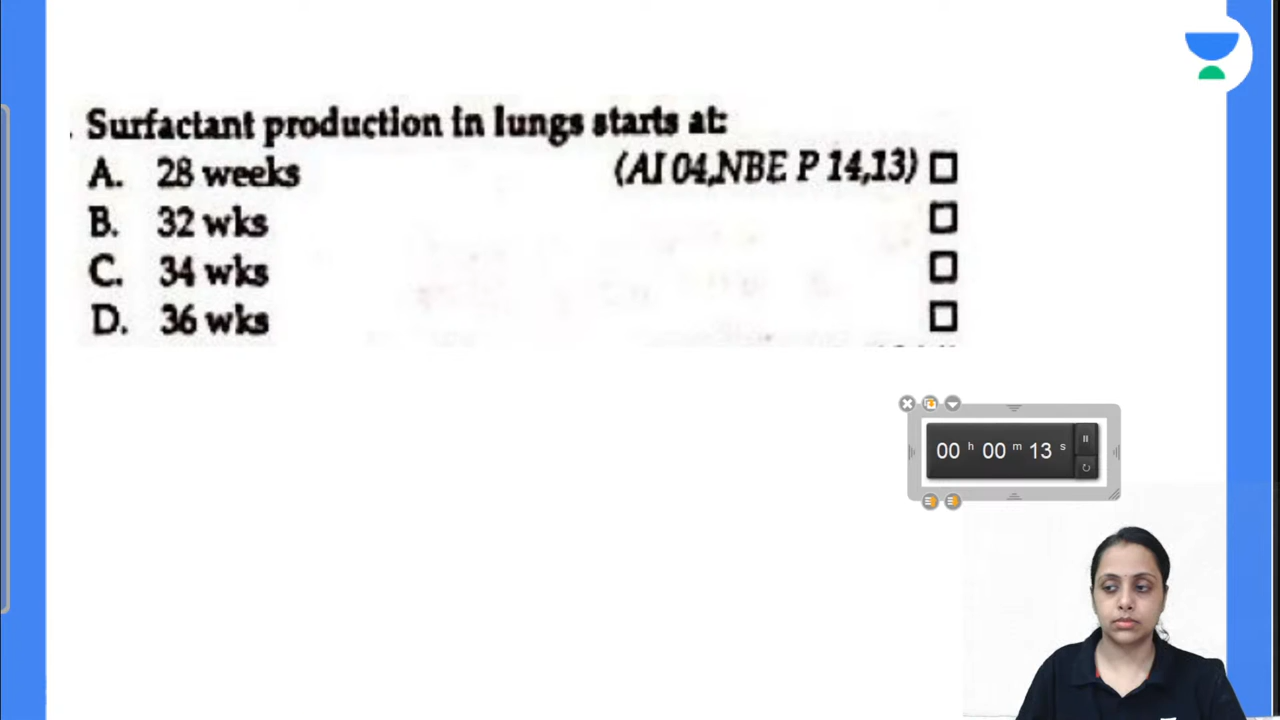 Surfactant production in lungs starts at:
A. 28 weeks (AI 04,NBE P 14,13)
B. 32 wks
C. 34 wks
D. 36 wks
00 h 00 m 13 s